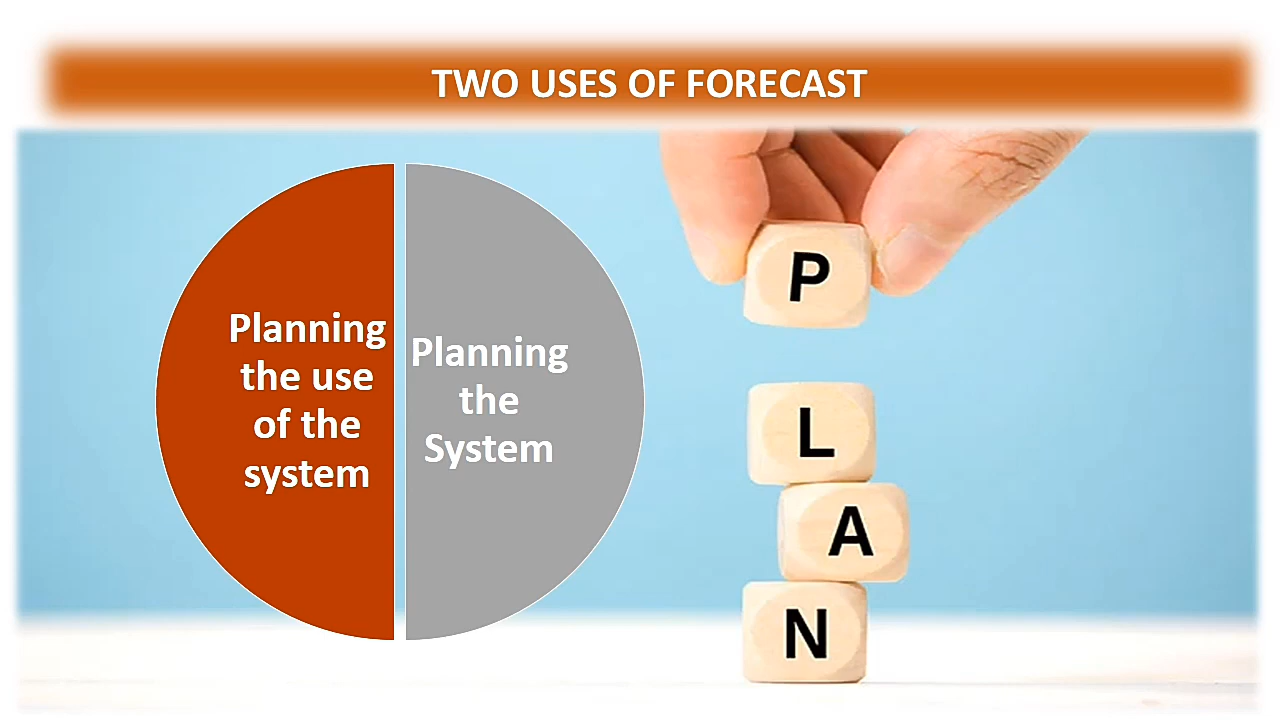 TWO USES OF FORECAST
Planning
the use
of the
system
Planning
the
System
P
L
A
N